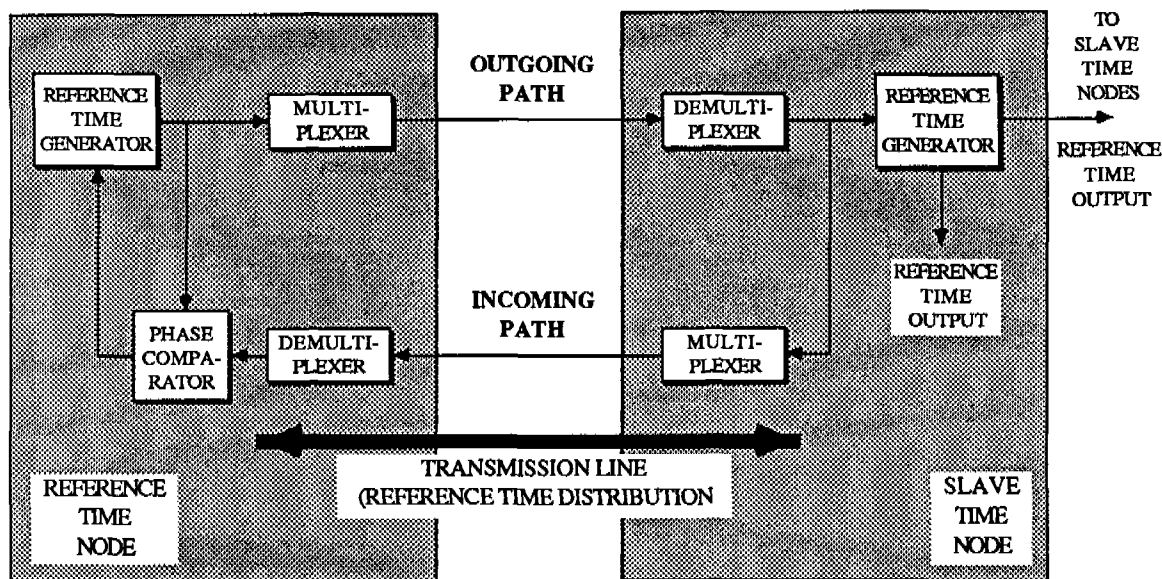 REFERENCE
TIME
GENERATOR
MULTI-
PLEXER
OUTGOING
PATH
DEMULTI-
PLEXER
REFERENCE
TIME
GENERATOR
TO
SLAVE
TIME
NODES
REFERENCE
TIME
OUTPUT
REFERENCE
TIME
OUTPUT
PHASE
COMPA-
RATOR
DEMULTI-
PLEXER
INCOMING
PATH
MULTI-
PLEXER
TRANSMISSION LINE
(REFERENCE TIME DISTRIBUTION
REFERENCE
TIME
NODE
SLAVE
TIME
NODE